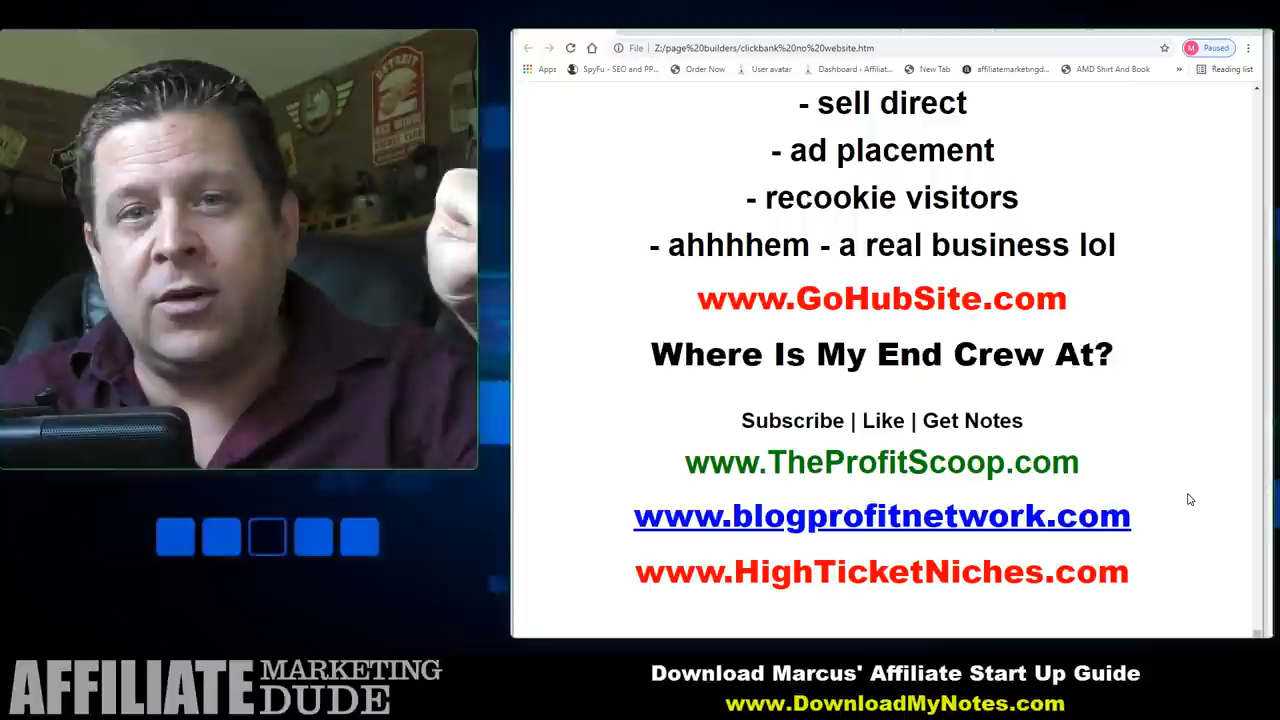 DETROIT
RED WINGS
File
Z:/page%20builders/clickbank%20no%20website.htm
M Paused
Apps
SpyFu - SEO and PP...
Order Now
User avatar
Dashboard ‹ Affiliat...
New Tab
affiliatemarketingd...
AMD Shirt And Book
»
Reading list
- sell direct
- ad placement
- recookie visitors
- ahhhhem - a real business lol
www.GoHubSite.com
Where Is My End Crew At?
Subscribe | Like | Get Notes
www.TheProfitScoop.com
www.blogprofitnetwork.com
www.HighTicketNiches.com
AFFILIATE MARKETING DUDE
Download Marcus' Affiliate Start Up Guide
www.DownloadMyNotes.com